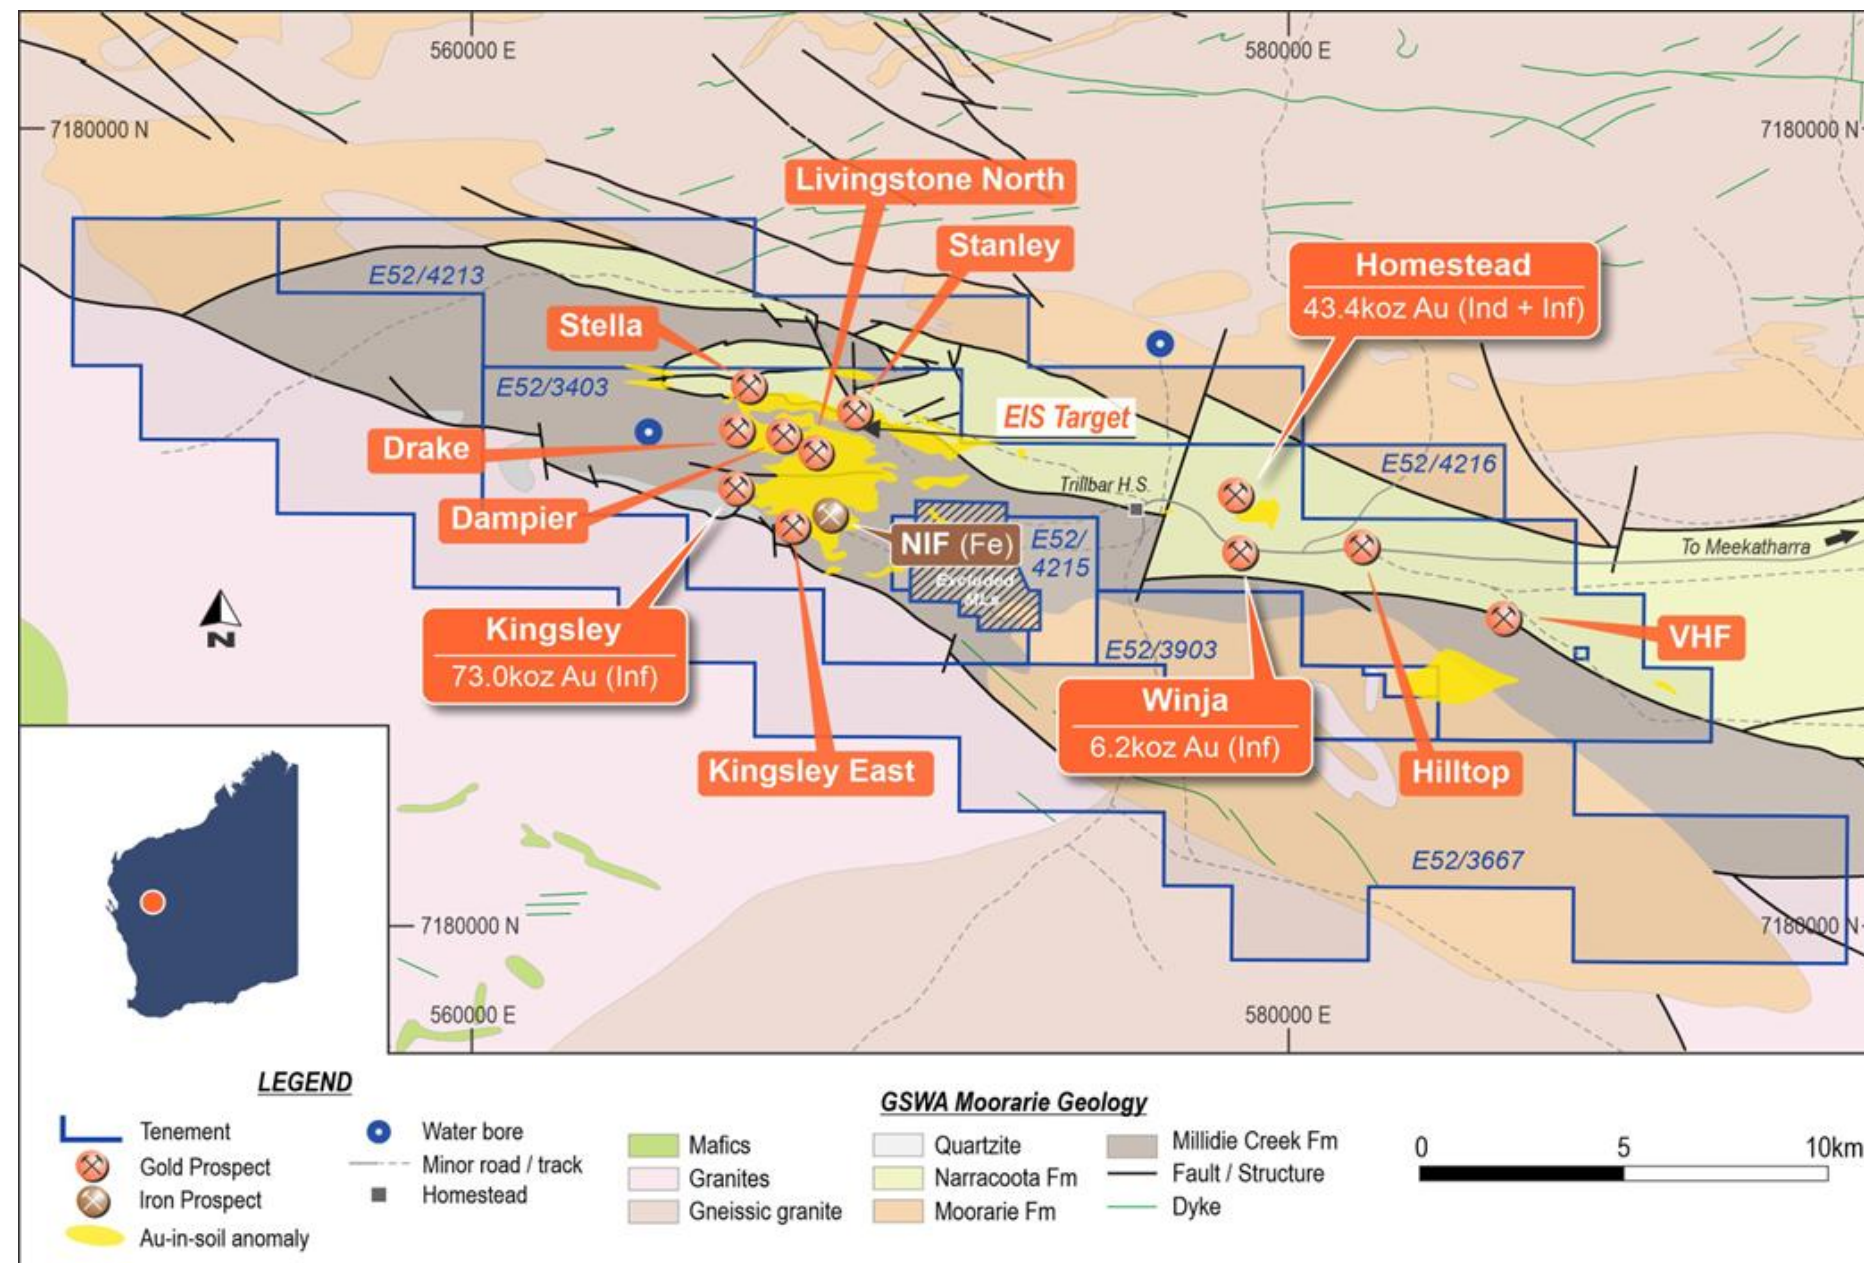 560000 E
580000 E
7180000 N
7180000 N
Livingstone North
Stanley
Homestead
43.4koz Au (Ind + Inf)
E52/4213
Stella
E52/3403
EIS Target
Drake
E52/4216
Trillbar H.S.
Dampier
NIF (Fe)
E52/
4215
To Meekatharra
Excluded
MLs
N
Kingsley
73.0koz Au (Inf)
E52/3903
VHF
Winja
6.2koz Au (Inf)
Kingsley East
Hilltop
E52/3667
7180000 N
7180000 N
560000 E
580000 E
LEGEND
Tenement
Gold Prospect
Iron Prospect
Au-in-soil anomaly
Water bore
Minor road / track
Homestead
GSWA Moorarie Geology
Mafics
Granites
Gneissic granite
Quartzite
Narracoota Fm
Moorarie Fm
Millidie Creek Fm
Fault / Structure
Dyke
0 5 10km